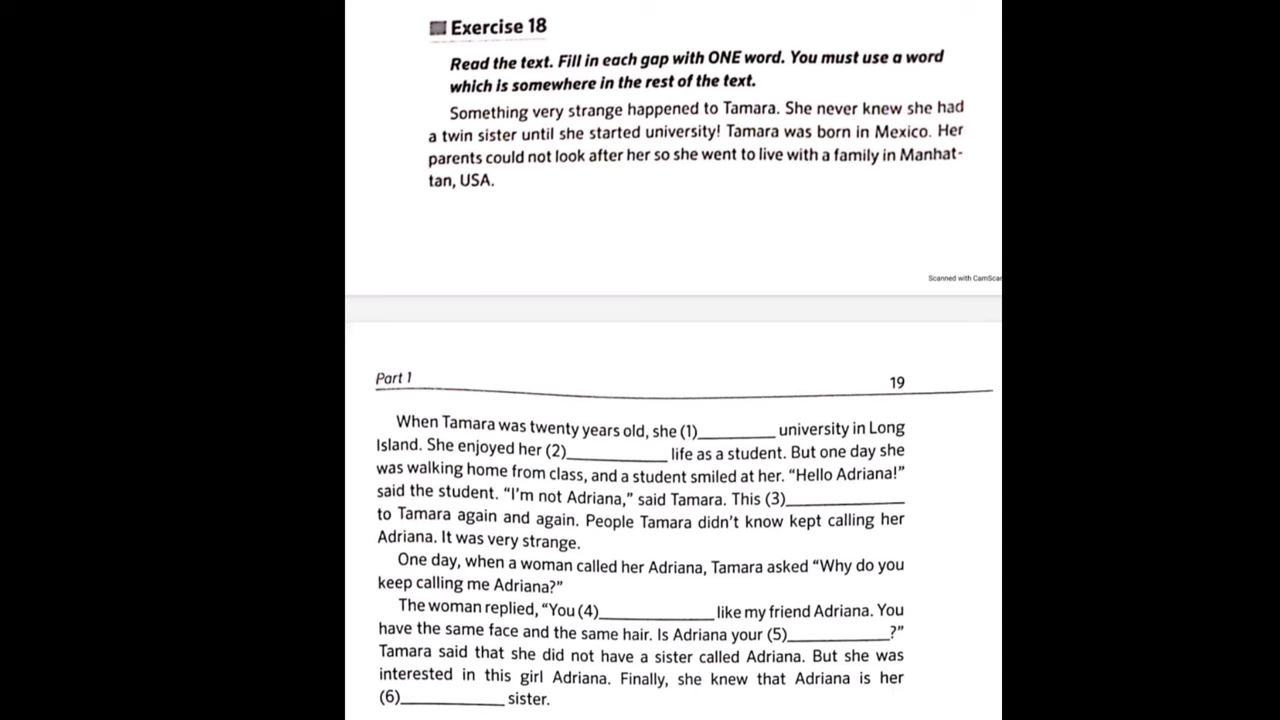 Exercise 18
Read the text. Fill in each gap with ONE word. You must use a word
which is somewhere in the rest of the text.
Something very strange happened to Tamara. She never knew she had
a twin sister until she started university! Tamara was born in Mexico. Her
parents could not look after her so she went to live with a family in Manhat-
tan, USA.
Scanned with CamScan
Part 1
19
When Tamara was twenty years old, she (1)_________ university in Long
Island. She enjoyed her (2)____________ life as a student. But one day she
was walking home from class, and a student smiled at her. “Hello Adriana!”
said the student. “I’m not Adriana,” said Tamara. This (3)______________
to Tamara again and again. People Tamara didn’t know kept calling her
Adriana. It was very strange.
One day, when a woman called her Adriana, Tamara asked “Why do you
keep calling me Adriana?”
The woman replied, “You (4)______________ like my friend Adriana. You
have the same face and the same hair. Is Adriana your (5)____________?”
Tamara said that she did not have a sister called Adriana. But she was
interested in this girl Adriana. Finally, she knew that Adriana is her
(6)____________ sister.